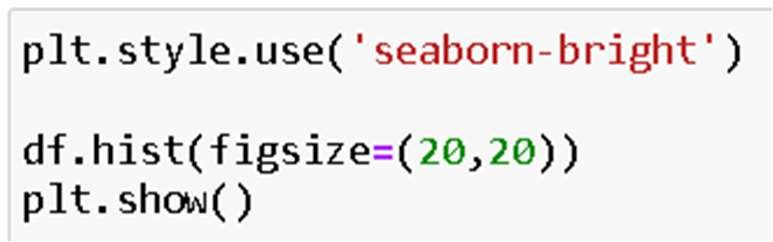 plt.style.use('seaborn-bright')
df.hist(figsize=(20,20))
plt.show()